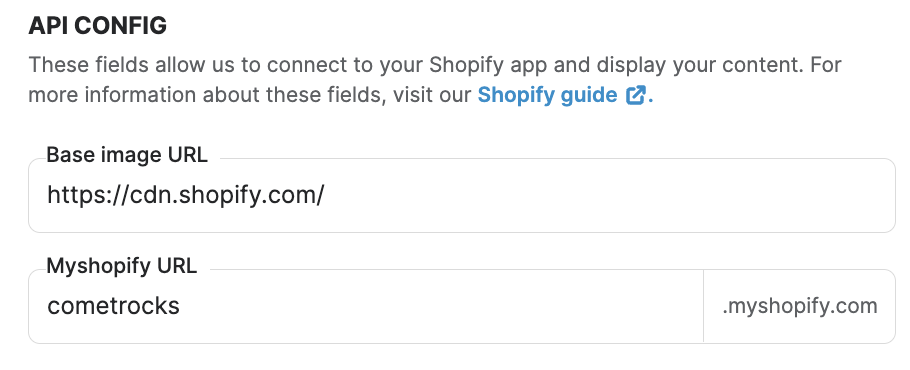 API CONFIG
These fields allow us to connect to your Shopify app and display your content. For
more information about these fields, visit our Shopify guide.
Base image URL
https://cdn.shopify.com/
Myshopify URL
cometrocks .myshopify.com